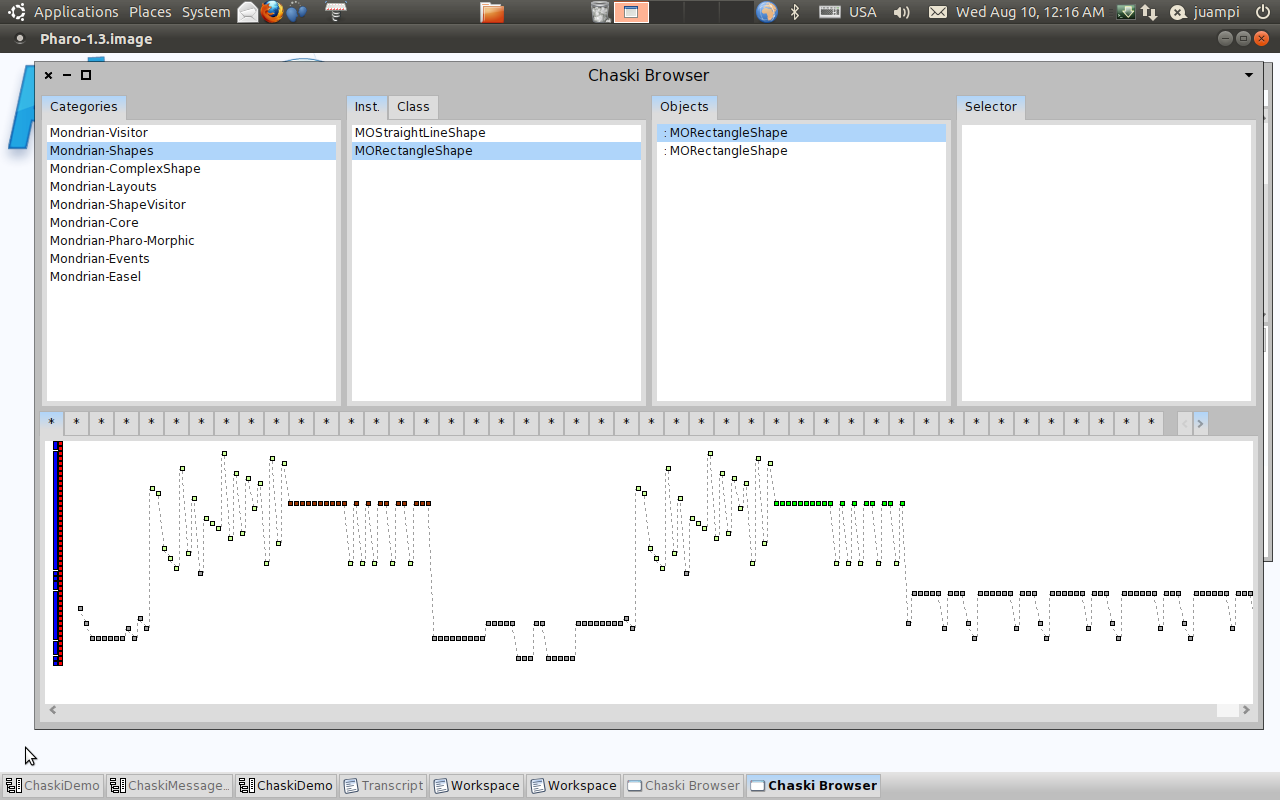 Applications Places System USA Wed Aug 10, 12:16 AM juampi
Pharo-1.3.image
Chaski Browser
Categories Inst. Class Objects Selector
Mondrian-Visitor MOStraightLineShape : MORectangleShape
Mondrian-Shapes MORectangleShape : MORectangleShape
Mondrian-ComplexShape
Mondrian-Layouts
Mondrian-ShapeVisitor
Mondrian-Core
Mondrian-Pharo-Morphic
Mondrian-Events
Mondrian-Easel
* * * * * * * * * * * * * * * * * * * * * * * * * * * * * * * * * * * * * * * * * * * * *
ChaskiDemo ChaskiMessage... ChaskiDemo Transcript Workspace Workspace Chaski Browser Chaski Browser